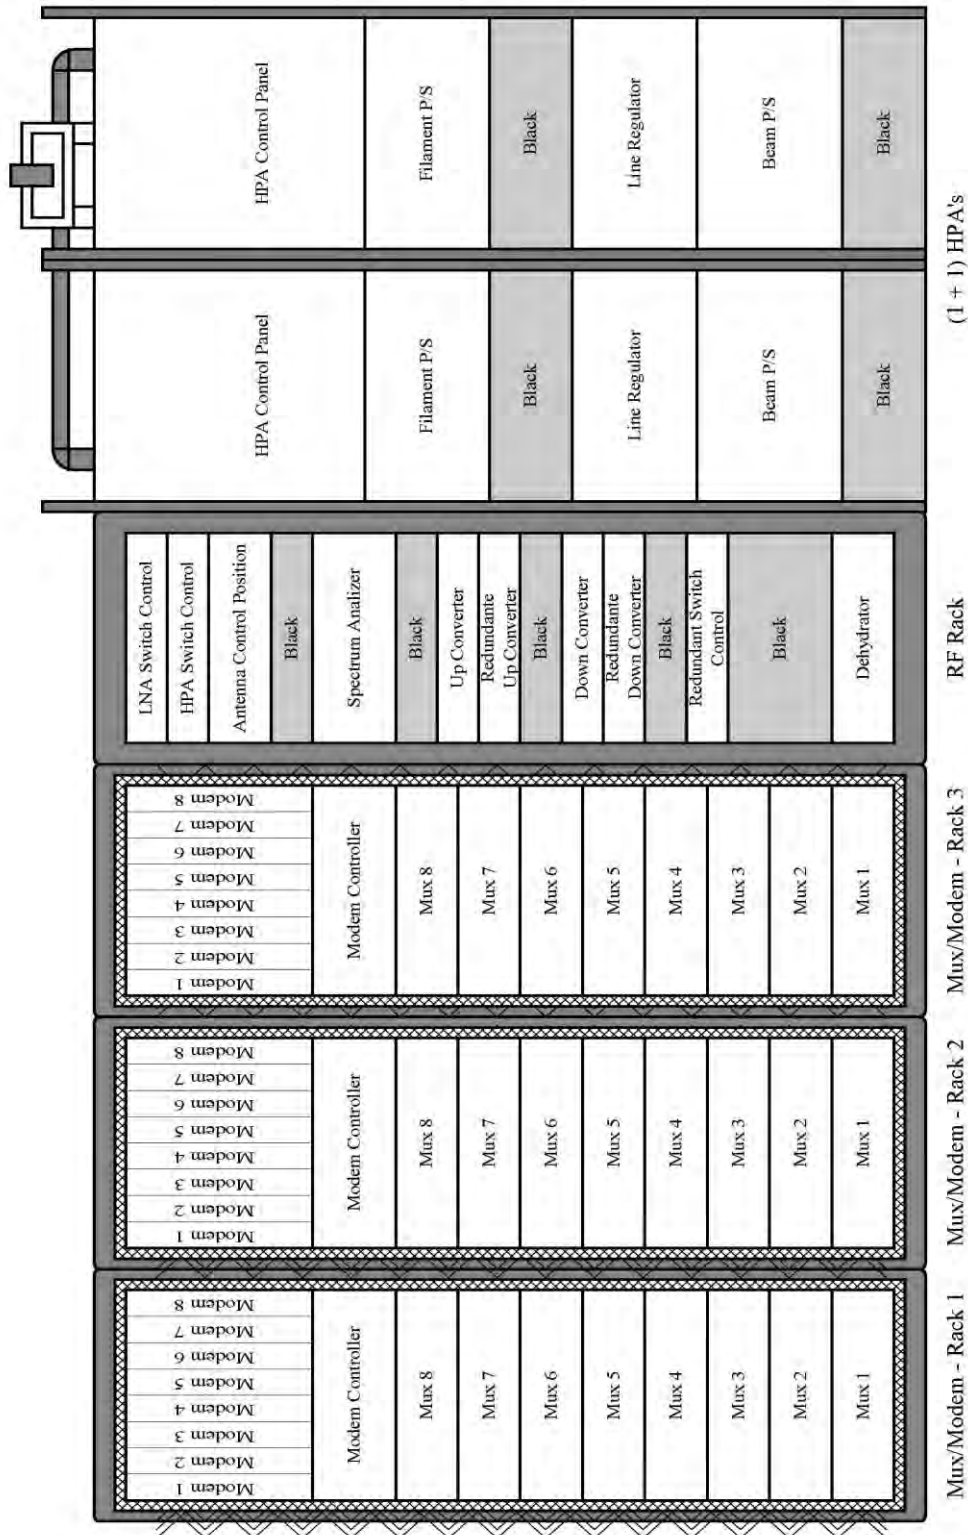 Modem 1
Modem 2
Modem 3
Modem 4
Modem 5
Modem 6
Modem 7
Modem 8
Modem Controller
Mux 8
Mux 7
Mux 6
Mux 5
Mux 4
Mux 3
Mux 2
Mux 1
Mux/Modem - Rack 1
Modem 1
Modem 2
Modem 3
Modem 4
Modem 5
Modem 6
Modem 7
Modem 8
Modem Controller
Mux 8
Mux 7
Mux 6
Mux 5
Mux 4
Mux 3
Mux 2
Mux 1
Mux/Modem - Rack 2
Modem 1
Modem 2
Modem 3
Modem 4
Modem 5
Modem 6
Modem 7
Modem 8
Modem Controller
Mux 8
Mux 7
Mux 6
Mux 5
Mux 4
Mux 3
Mux 2
Mux 1
Mux/Modem - Rack 3
LNA Switch Control
HPA Switch Control
Antenna Control Position
Black
Spectrum Analizer
Black
Up Converter
Redundante
Up Converter
Black
Down Converter
Redundante
Down Converter
Black
Redundant Switch
Control
Black
Dehydrator
RF Rack
HPA Control Panel
Filament P/S
Black
Line Regulator
Beam P/S
Black
HPA Control Panel
Filament P/S
Black
Line Regulator
Beam P/S
Black
(1 + 1) HPA's